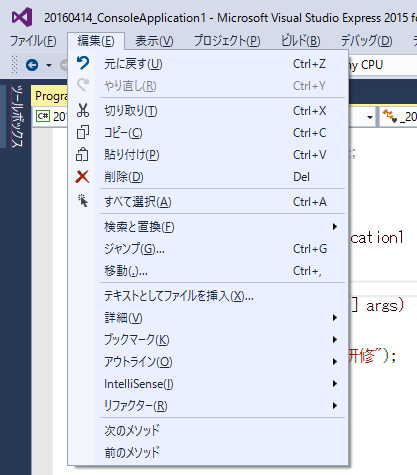 20160414_ConsoleApplication1 - Microsoft Visual Studio Express 2015 f
ファイル(F) 編集(E) 表示(V) プロジェクト(P) ビルド(B) デバッグ(D)
元に戻す(U) Ctrl+Z
ny CPU
やり直し(R) Ctrl+Y
ツールボックス
Progra
切り取り(T) Ctrl+X
C# 20
_20
コピー(C) Ctrl+C
貼り付け(P) Ctrl+V
;
削除(D) Del
すべて選択(A) Ctrl+A
検索と置換(F)
cation1
ジャンプ(G)... Ctrl+G
移動(,)... Ctrl+,
テキストとしてファイルを挿入(X)...
] args)
詳細(V)
ブックマーク(K)
研修");
アウトライン(O)
IntelliSense(I)
リファクター(R)
次のメソッド
前のメソッド